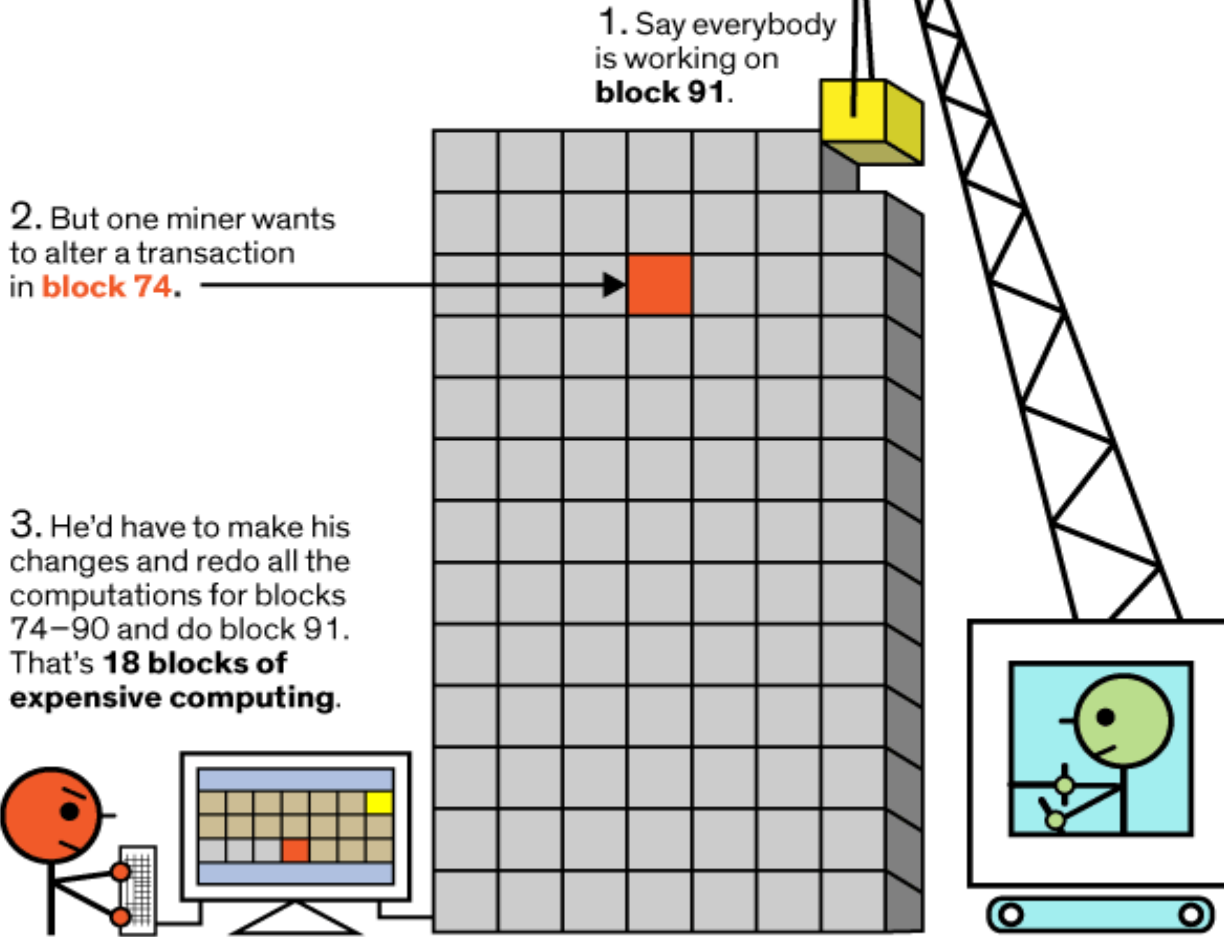 1. Say everybody
is working on
block 91.
2. But one miner wants
to alter a transaction
in block 74.
3. He’d have to make his
changes and redo all the
computations for blocks
74–90 and do block 91.
That’s 18 blocks of
expensive computing.